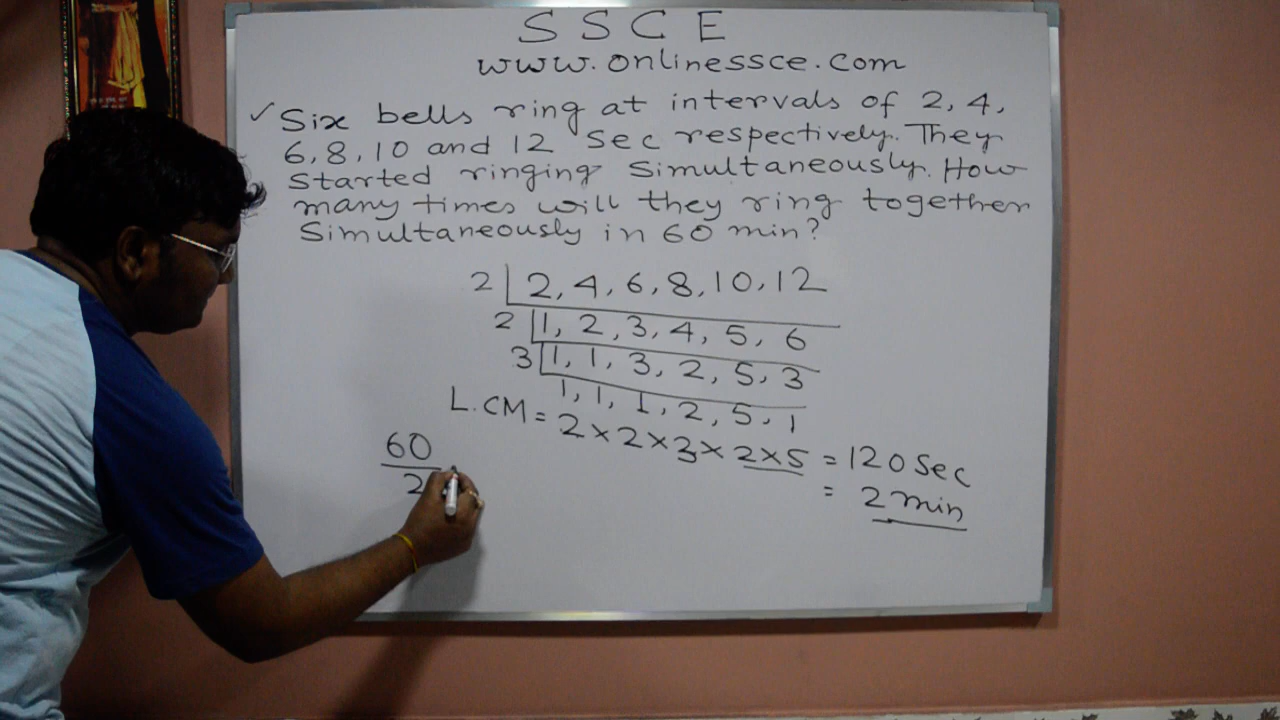 S S C E
www.onlinessce.com
✓ Six bells ring at intervals of 2, 4,
6, 8, 10 and 12 Sec respectively. They
Started ringing Simultaneously. How
many times will they ring together
Simultaneously in 60 min?
2 | 2, 4, 6, 8, 10, 12
2 | 1, 2, 3, 4, 5, 6
3 | 1, 1, 3, 2, 5, 3
1, 1, 1, 2, 5, 1
L.CM = 2 × 2 × 3 × 2 × 5 = 120 Sec
= 2 min
60
2